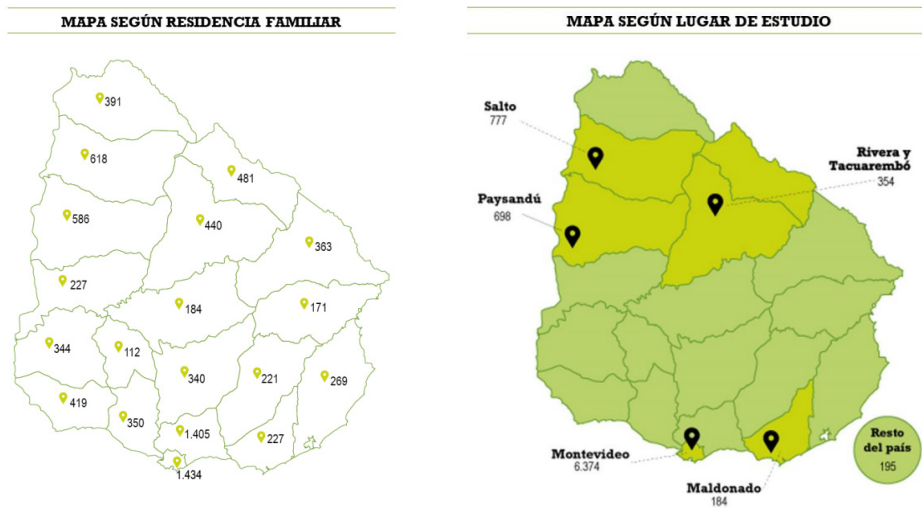 MAPA SEGÚN RESIDENCIA FAMILIAR
391
618
481
586
440
363
227
184
171
344
112
340
221
269
419
350
1.405
227
1.434
MAPA SEGÚN LUGAR DE ESTUDIO
Salto
777
Rivera y
Tacuarembó
354
Paysandú
698
Resto
del país
195
Montevideo
6.374
Maldonado
184